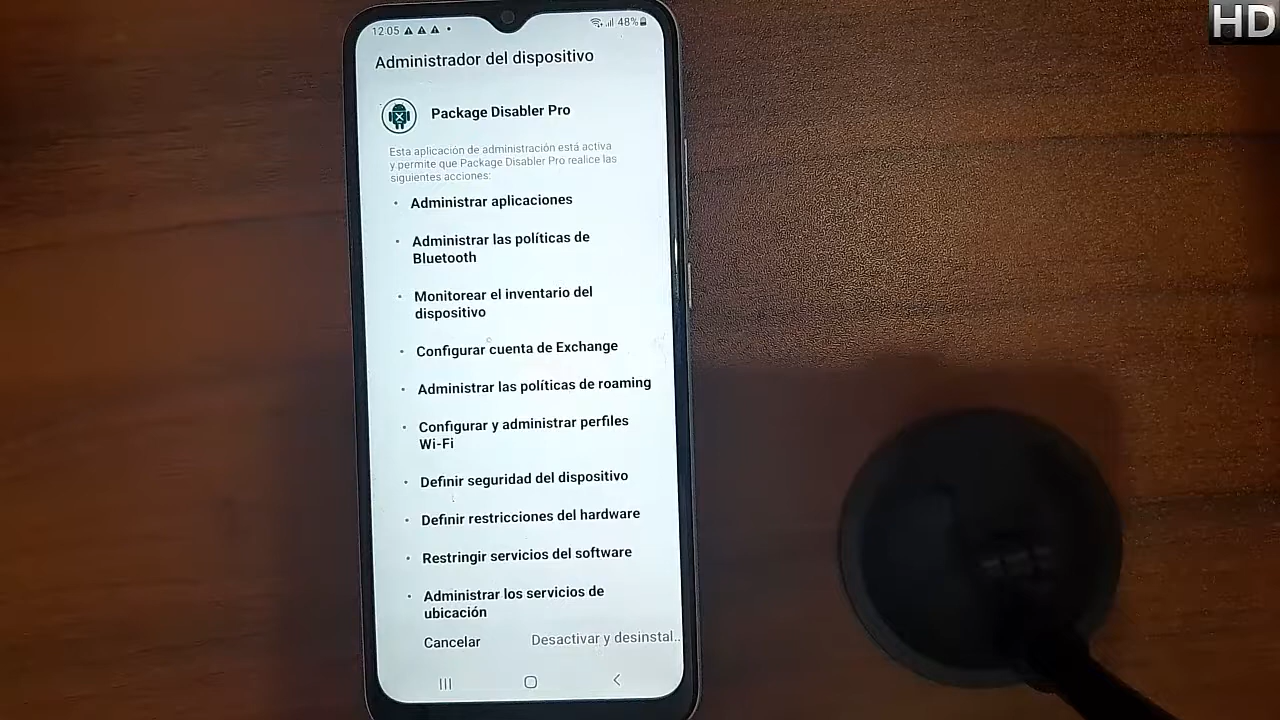 HD
12:05
48%
Administrador del dispositivo
Package Disabler Pro
Esta aplicación de administración está activa
y permite que Package Disabler Pro realice las
siguientes acciones:
• Administrar aplicaciones
• Administrar las políticas de
Bluetooth
• Monitorear el inventario del
dispositivo
• Configurar cuenta de Exchange
• Administrar las políticas de roaming
• Configurar y administrar perfiles
Wi-Fi
• Definir seguridad del dispositivo
• Definir restricciones del hardware
• Restringir servicios del software
• Administrar los servicios de
ubicación
Cancelar
Desactivar y desinstal..